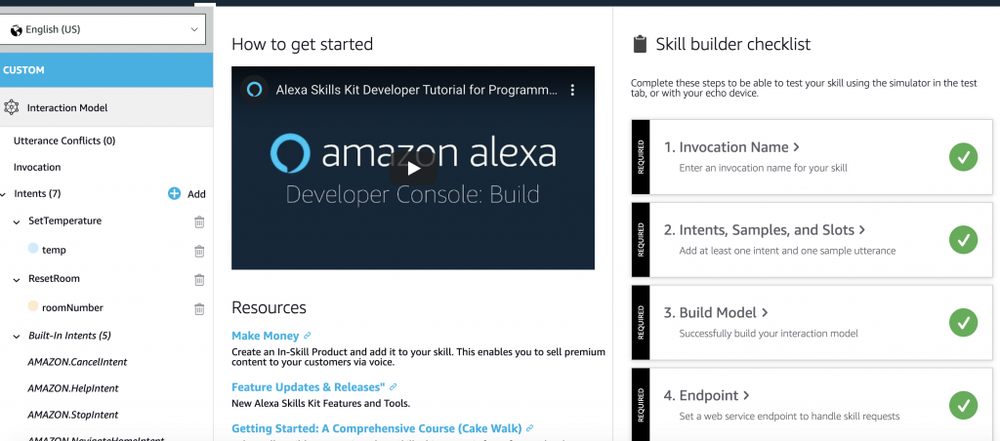 English (US)
CUSTOM
Interaction Model
Utterance Conflicts (0)
Invocation
Intents (7)
Add
SetTemperature
temp
ResetRoom
roomNumber
Built-In Intents (5)
AMAZON.CancelIntent
AMAZON.HelpIntent
AMAZON.StopIntent
AMAZON.NavigateHomeIntent
How to get started
Alexa Skills Kit Developer Tutorial for Programm...
amazon alexa
Developer Console: Build
Resources
Make Money
Create an In-Skill Product and add it to your skill. This enables you to sell premium
content to your customers via voice.
Feature Updates & Releases"
New Alexa Skills Kit Features and Tools.
Getting Started: A Comprehensive Course (Cake Walk)
Skill builder checklist
Complete these steps to be able to test your skill using the simulator in the test
tab, or with your echo device.
REQUIRED
1. Invocation Name >
Enter an invocation name for your skill
REQUIRED
2. Intents, Samples, and Slots >
Add at least one intent and one sample utterance
REQUIRED
3. Build Model >
Successfully build your interaction model
REQUIRED
4. Endpoint >
Set a web service endpoint to handle skill requests